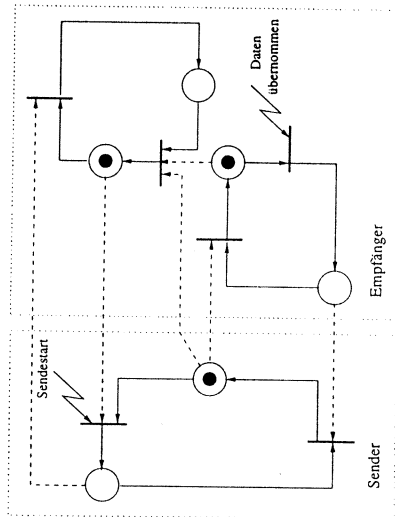 Sendestart
Sender
Empfänger
Daten
übernommen